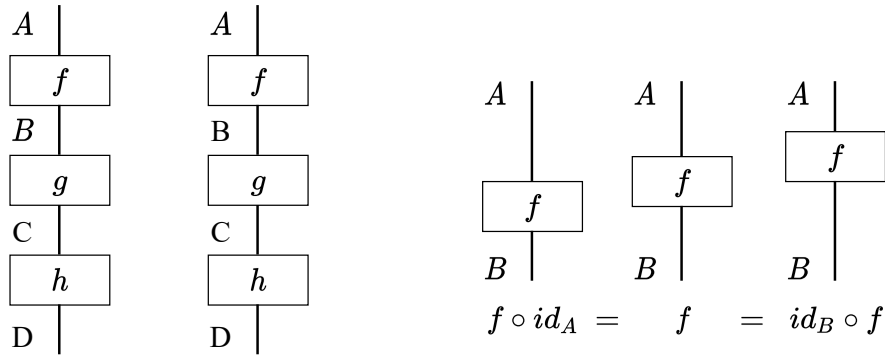 A A
f f
B B
g g
C C
h h
D D
A A A
f
f
f
B B B
f ∘ id_A = f = id_B ∘ f